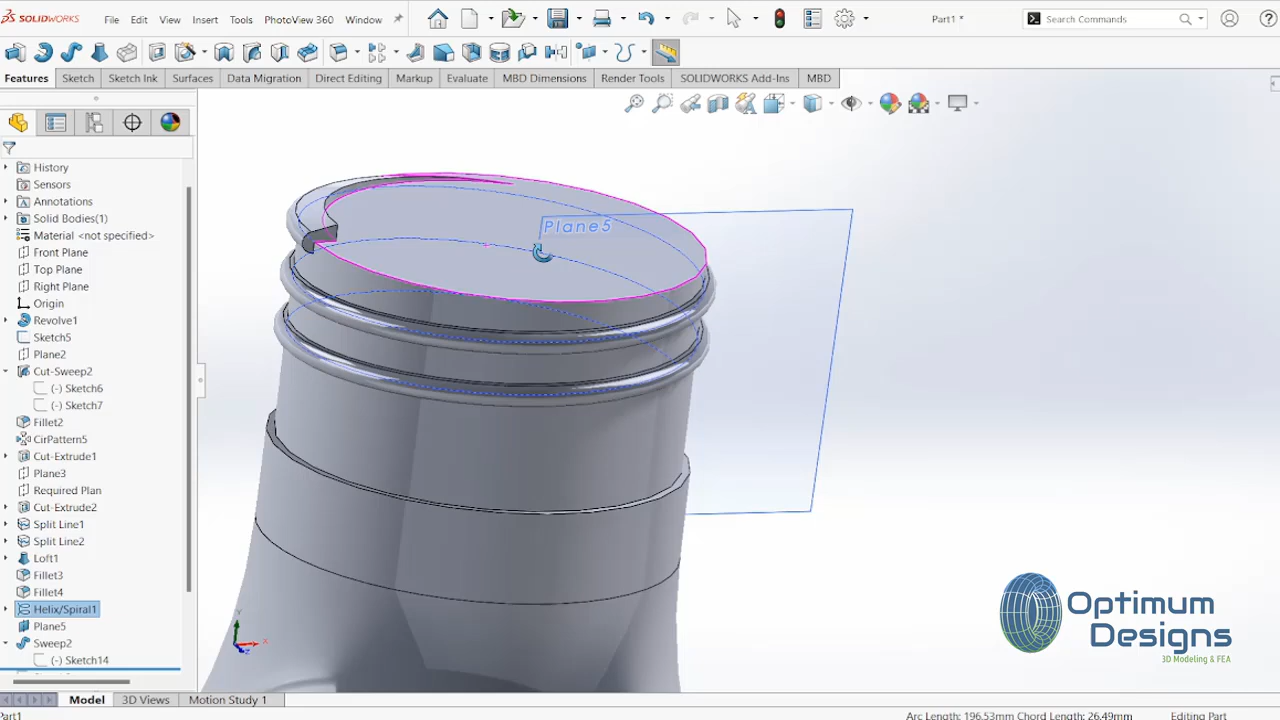 SOLIDWORKS File Edit View Insert Tools PhotoView 360 Window Part1 * Search Commands
Features Sketch Sketch Ink Surfaces Data Migration Direct Editing Markup Evaluate MBD Dimensions Render Tools SOLIDWORKS Add-Ins MBD
History
Sensors
Annotations
Solid Bodies(1)
Material <not specified>
Front Plane
Top Plane
Right Plane
Origin
Revolve1
Sketch5
Plane2
Cut-Sweep2
(-) Sketch6
(-) Sketch7
Fillet2
CirPattern5
Cut-Extrude1
Plane3
Required Plan
Cut-Extrude2
Split Line1
Split Line2
Loft1
Fillet3
Fillet4
Helix/Spiral1
Plane5
Sweep2
(-) Sketch14
Plane5
Y
X
Z
Optimum
Designs
3D Modeling & FEA
Model 3D Views Motion Study 1
Part1 Arc Length: 196.53mm Chord Length: 26.49mm Editing Part